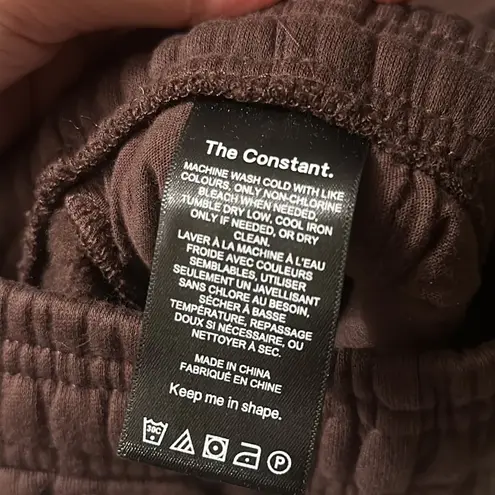 The Constant.
MACHINE WASH COLD WITH LIKE
COLOURS, ONLY NON-CHLORINE
BLEACH WHEN NEEDED,
TUMBLE DRY LOW, COOL IRON
ONLY IF NEEDED, OR DRY
CLEAN.
LAVER À LA MACHINE À L'EAU
FROIDE AVEC COULEURS
SEMBLABLES, UTILISER
SEULEMENT UN JAVELLISANT
SANS CHLORE AU BESOIN,
SÉCHER À BASSE
TEMPÉRATURE, REPASSAGE
DOUX SI NÉCESSAIRE, OU
NETTOYER À SEC.
MADE IN CHINA
FABRIQUÉ EN CHINE
Keep me in shape.
30C P